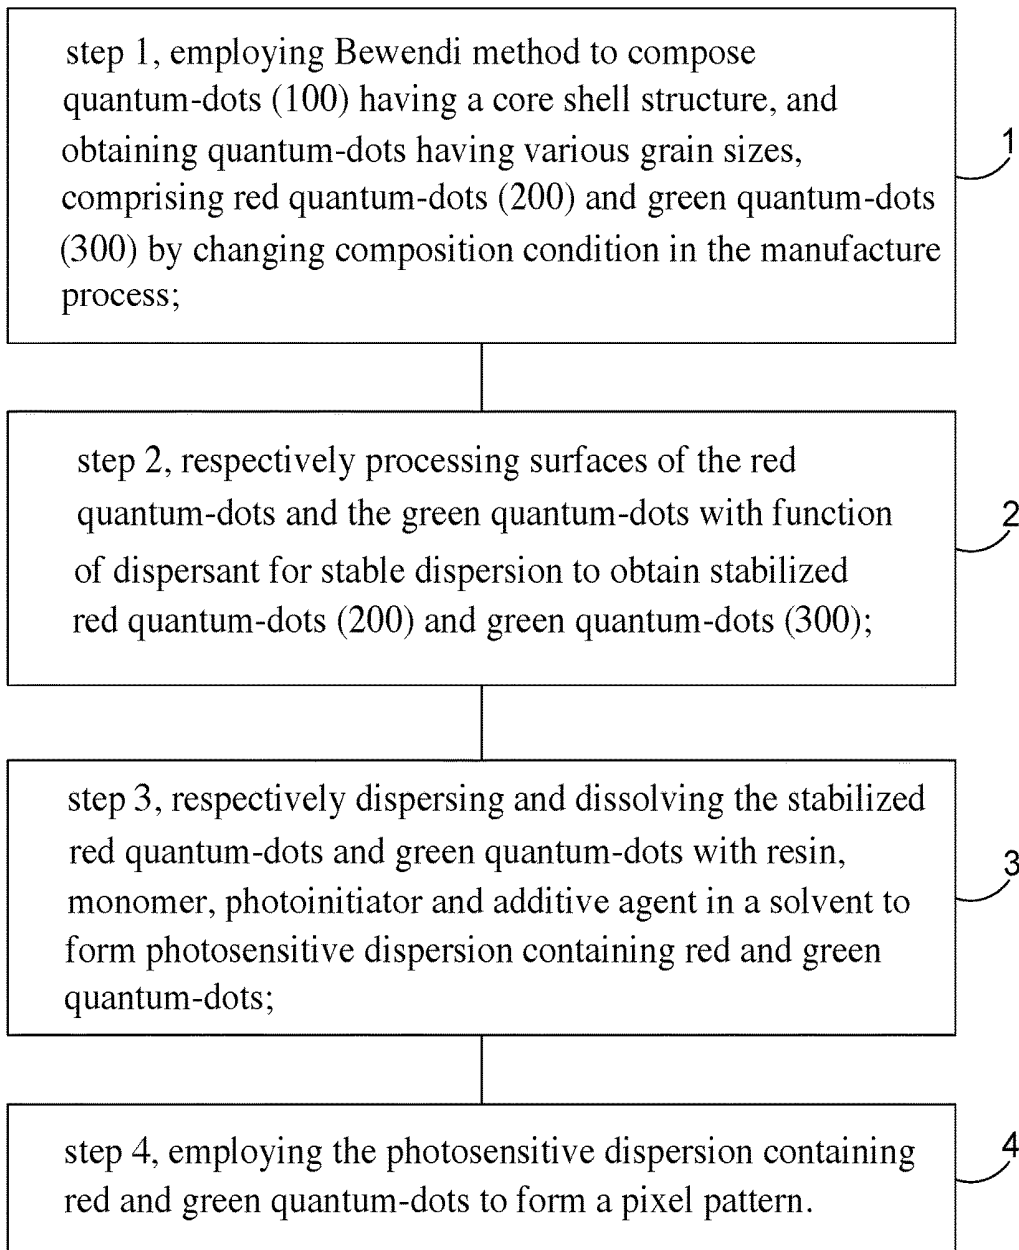 step 1, employing Bewendi method to compose
quantum-dots (100) having a core shell structure, and
obtaining quantum-dots having various grain sizes,
comprising red quantum-dots (200) and green quantum-dots
(300) by changing composition condition in the manufacture
process;
1
step 2, respectively processing surfaces of the red
quantum-dots and the green quantum-dots with function
of dispersant for stable dispersion to obtain stabilized
red quantum-dots (200) and green quantum-dots (300);
2
step 3, respectively dispersing and dissolving the stabilized
red quantum-dots and green quantum-dots with resin,
monomer, photoinitiator and additive agent in a solvent to
form photosensitive dispersion containing red and green
quantum-dots;
3
step 4, employing the photosensitive dispersion containing
red and green quantum-dots to form a pixel pattern.
4